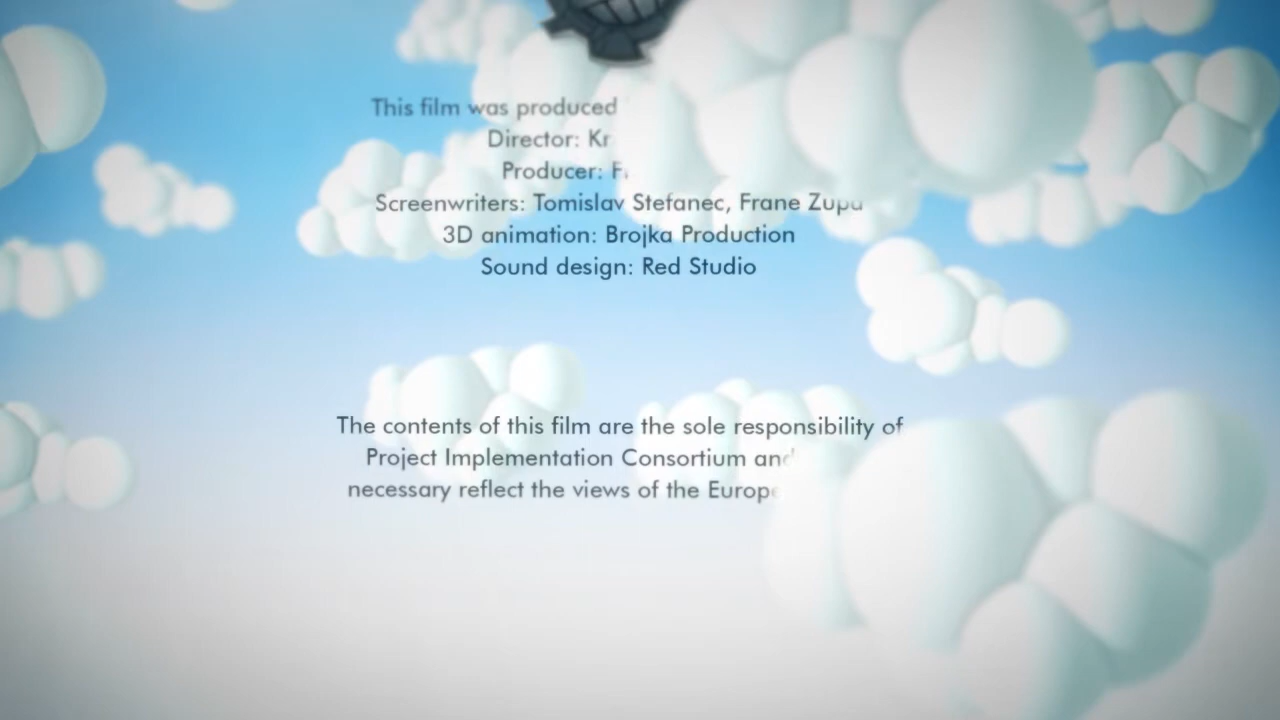 This film was produced
Director:
Producer:
Screenwriters: Tomislav Stefanec, Frane
3D animation: Brojka Production
Sound design: Red Studio
The contents of this film are the sole responsibility of
Project Implementation Consortium and
necessary reflect the views of the